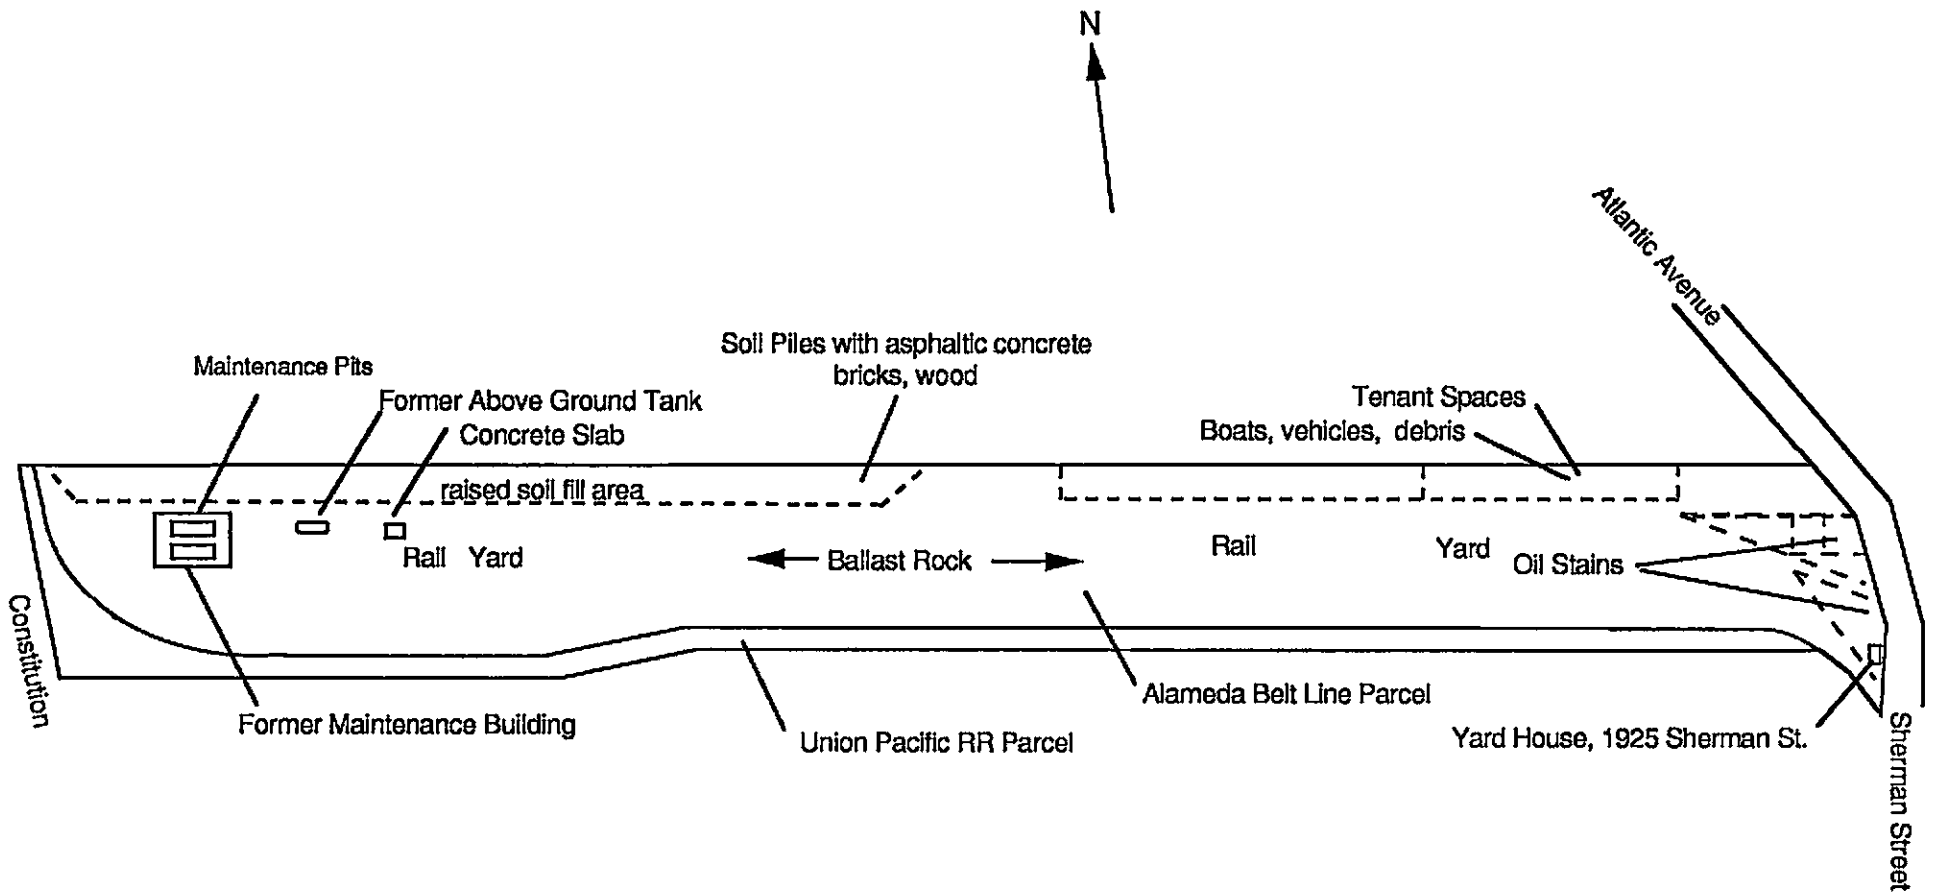 N
Atlantic Avenue
Soil Piles with asphaltic concrete
bricks, wood
Maintenance Pits
Former Above Ground Tank
Concrete Slab
Tenant Spaces
Boats, vehicles, debris
raised soil fill area
Rail Yard
Ballast Rock
Rail Yard
Oil Stains
Constitution
Former Maintenance Building
Union Pacific RR Parcel
Alameda Belt Line Parcel
Yard House, 1925 Sherman St.
Sherman Street